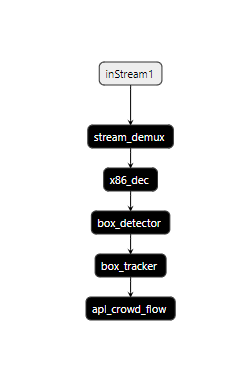 inStream1
stream_demux
x86_dec
box_detector
box_tracker
apl_crowd_flow